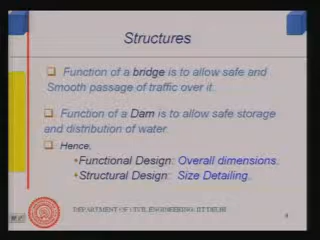 Structures
Function of a bridge is to allow safe and
Smooth passage of traffic over it.
Function of a Dam is to allow safe storage
and distribution of water
Hence,
•Functional Design: Overall dimensions.
•Structural Design: Size Detailing.
DEPARTMENT OF CIVIL ENGINEERING IIT DELHI